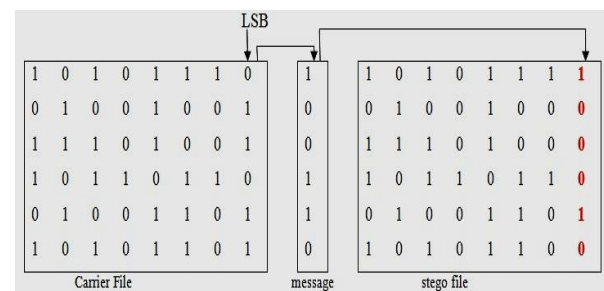 LSB
1 0 1 0 1 1 1 0 1 1 0 1 0 1 1 1 1
0 1 0 0 1 0 0 1 0 0 1 0 0 1 0 0 0
1 1 1 0 1 0 0 1 0 1 1 1 0 1 0 0 0
1 0 1 1 0 1 1 0 1 1 0 1 1 0 1 1 0
0 1 0 0 1 1 0 1 1 0 1 0 0 1 1 0 1
1 0 1 0 1 1 0 1 0 1 0 1 0 1 1 0 0
Carrier File message stego file